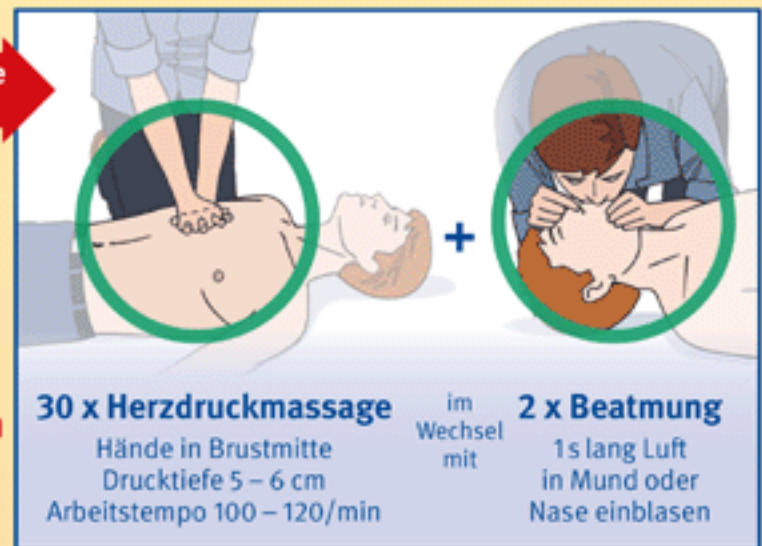 e
+
30 x Herzdruckmassage
Hände in Brustmitte
Drucktiefe 5 – 6 cm
Arbeitstempo 100 – 120/min
im
Wechsel
mit
2 x Beatmung
1 s lang Luft
in Mund oder
Nase einblasen